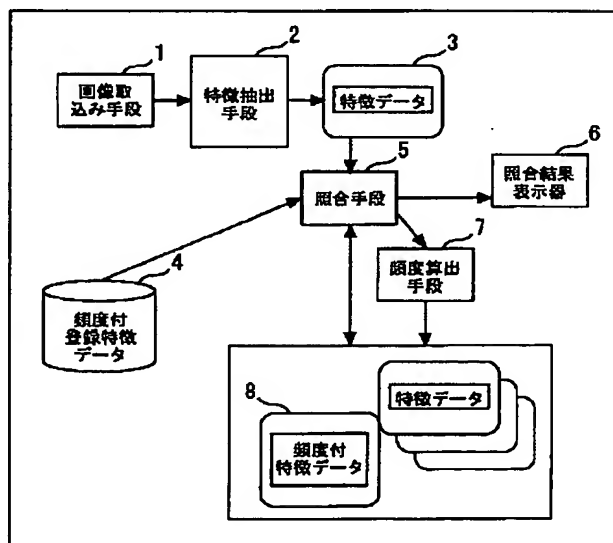 1
画像取
込み手段
2
特徴抽出
手段
3
特徴データ
5
照合手段
6
照合結果
表示器
7
頻度算出
手段
4
頻度付
登録特徴
データ
8
頻度付
特徴データ
特徴データ